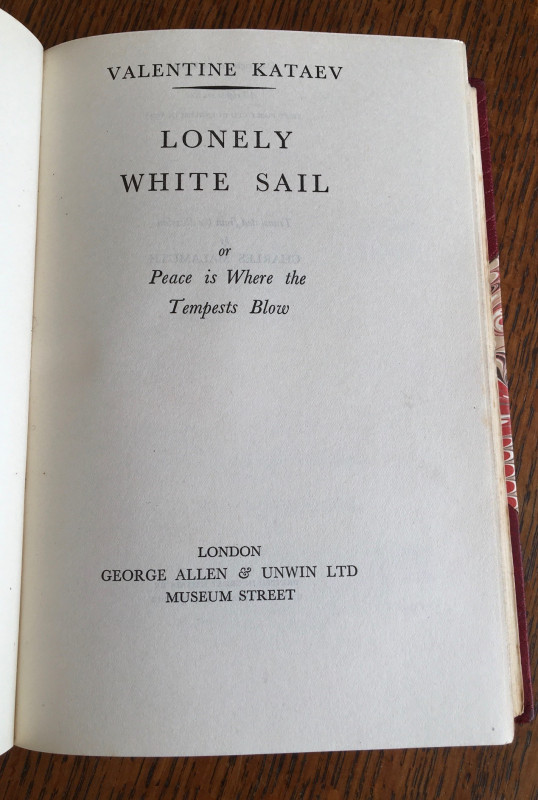 VALENTINE KATAEV
LONELY
WHITE SAIL
or
Peace is Where the
Tempests Blow
LONDON
GEORGE ALLEN & UNWIN LTD
MUSEUM STREET